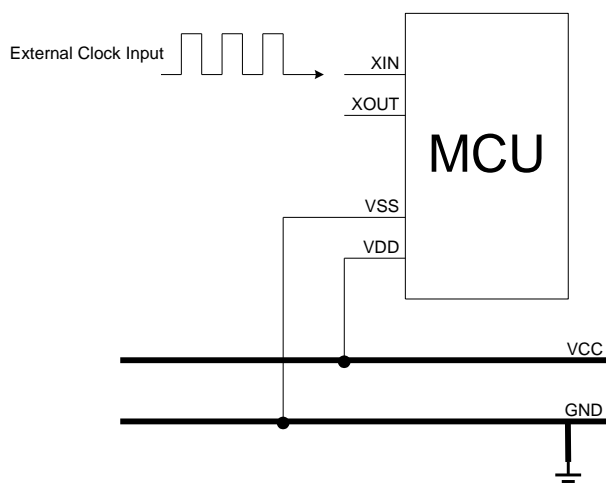 External Clock Input
XIN
XOUT
MCU
VSS
VDD
VCC
GND